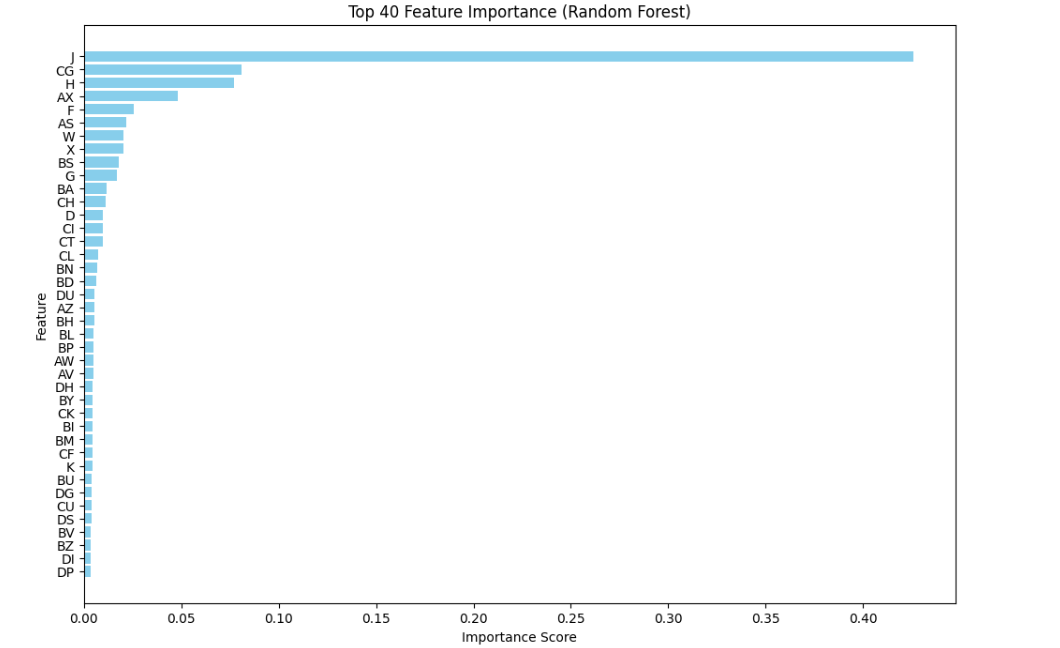 Top 40 Feature Importance (Random Forest)
J
CG
H
AX
F
AS
W
X
BS
G
BA
CH
D
CI
CT
CL
BN
BD
DU
AZ
BH
BL
BP
AW
AV
DH
BY
CK
BI
BM
CF
K
BU
DG
CU
DS
BV
BZ
DI
DP
Feature
0.00 0.05 0.10 0.15 0.20 0.25 0.30 0.35 0.40
Importance Score